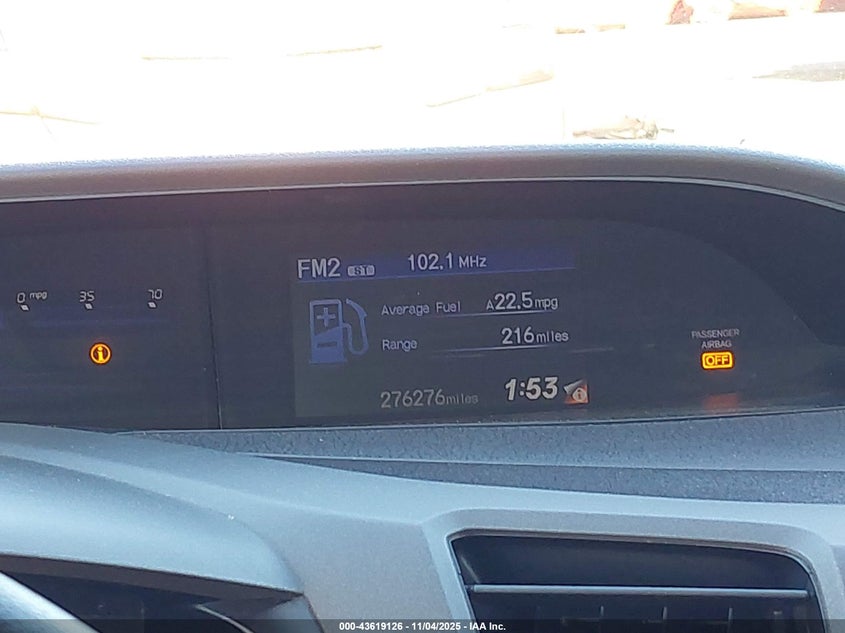 FM2 ST 102.1 MHz
0 mpg 35 70
Average Fuel A22.5mpg
Range 216miles
PASSENGER
AIRBAG
OFF
276276miles 1:53
000-43619126 - 11/04/2025 - IAA Inc.